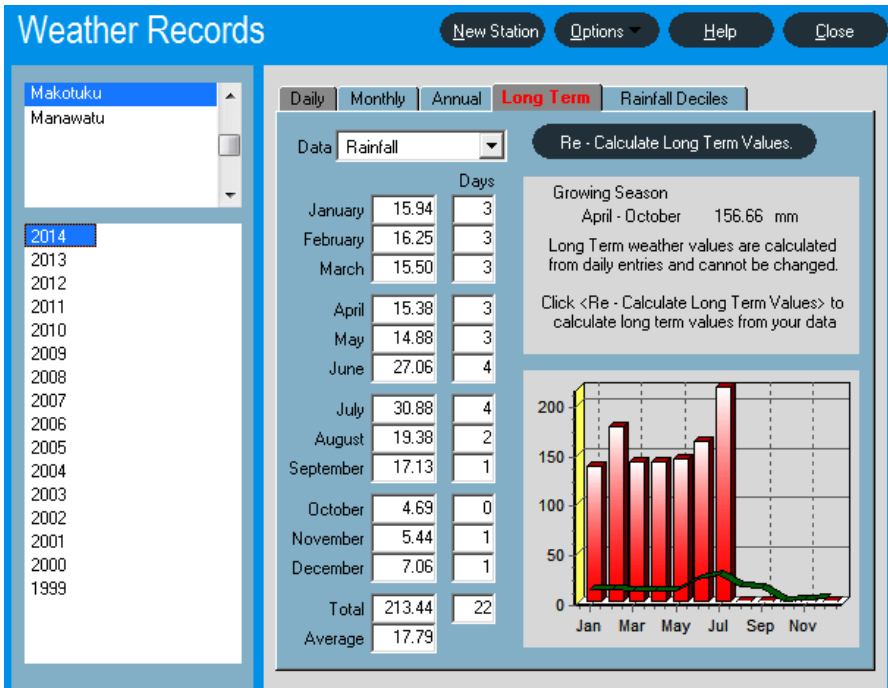 Weather Records
New Station Options Help Close
Makotuku
Manawatu
2014
2013
2012
2011
2010
2009
2008
2007
2006
2005
2004
2003
2002
2001
2000
1999
Daily Monthly Annual Long Term Rainfall Deciles
Data Rainfall
Re - Calculate Long Term Values.
Days
January 15.94 3
February 16.25 3
March 15.50 3
April 15.38 3
May 14.88 3
June 27.06 4
July 30.88 4
August 19.38 2
September 17.13 1
October 4.69 0
November 5.44 1
December 7.06 1
Total 213.44 22
Average 17.79
Growing Season
April - October 156.66 mm
Long Term weather values are calculated
from daily entries and cannot be changed.
Click <Re - Calculate Long Term Values> to
calculate long term values from your data
200
150
100
50
0
Jan Mar May Jul Sep Nov